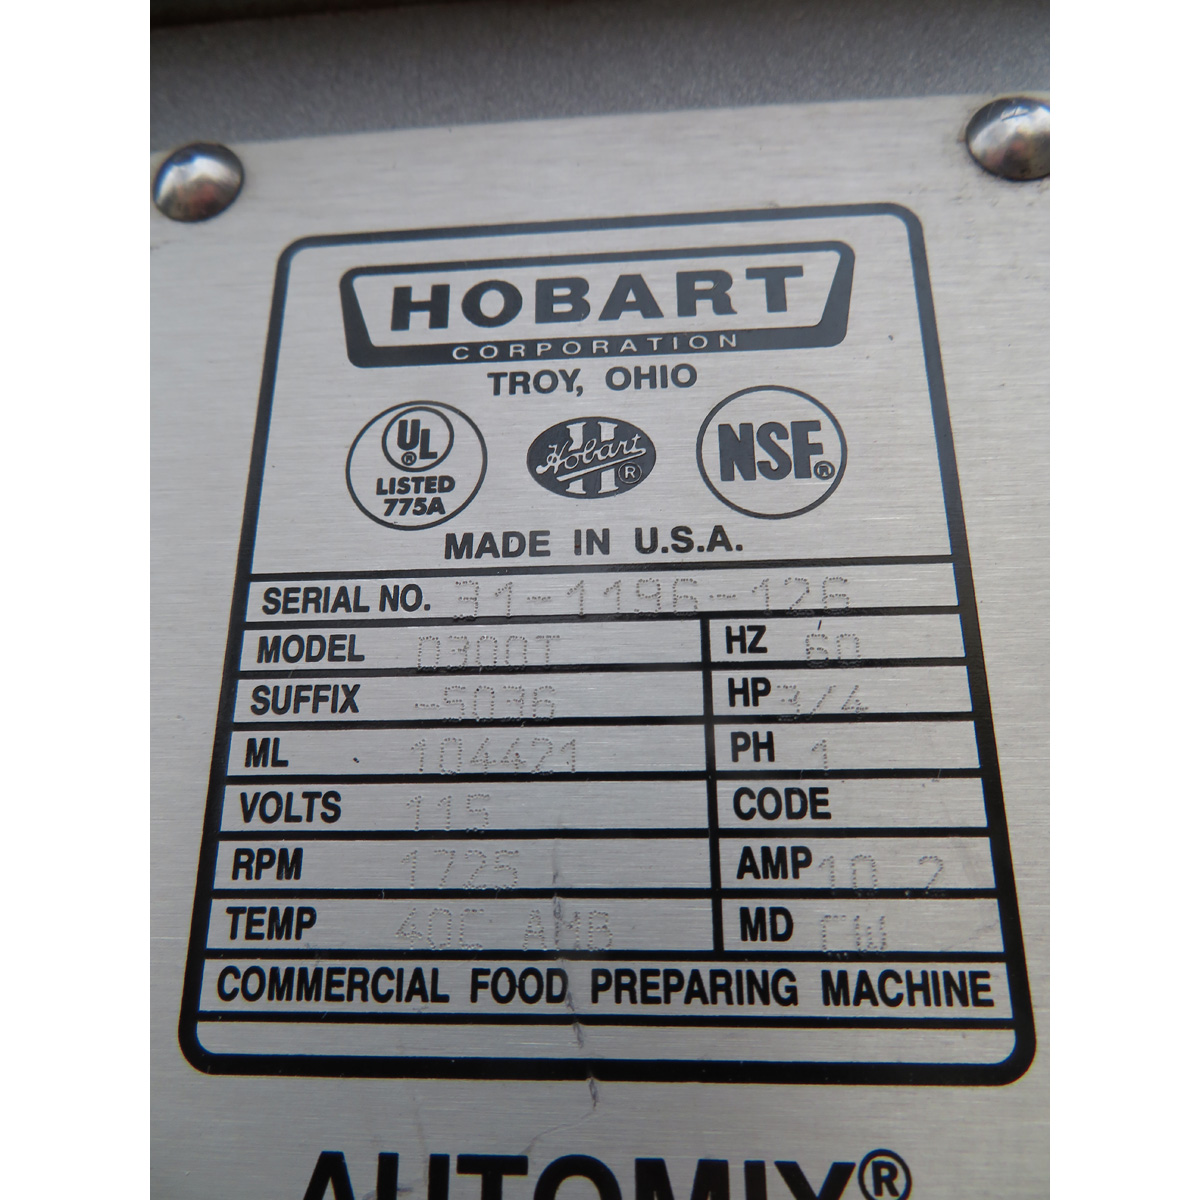 HOBART
CORPORATION
TROY, OHIO
UL® LISTED 775A
Hobart®
NSF®
MADE IN U.S.A.
SERIAL NO. 31-1196-126
MODEL D300T HZ 60
SUFFIX -5036 HP 3/4
ML 104421 PH 1
VOLTS 115 CODE
RPM 1725 AMP 10.2
TEMP 40C AMB MD CW
COMMERCIAL FOOD PREPARING MACHINE
AUTOMIX®